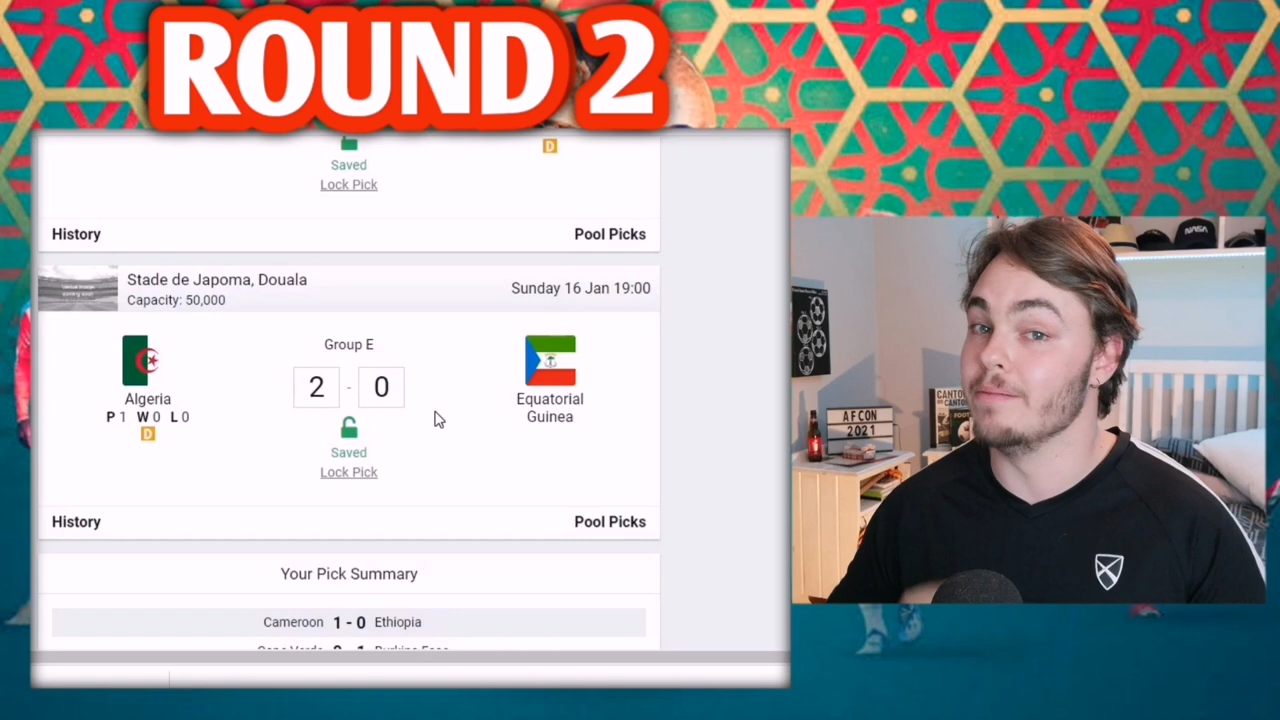 ROUND 2
D
Saved
Lock Pick
History
Pool Picks
Stade de Japoma, Douala
Capacity: 50,000
Sunday 16 Jan 19:00
Group E
2 - 0
Algeria
P 1 W 0 L 0
D
Equatorial
Guinea
Saved
Lock Pick
History
Pool Picks
Your Pick Summary
Cameroon 1 - 0 Ethiopia
NASA
AFCON
2021